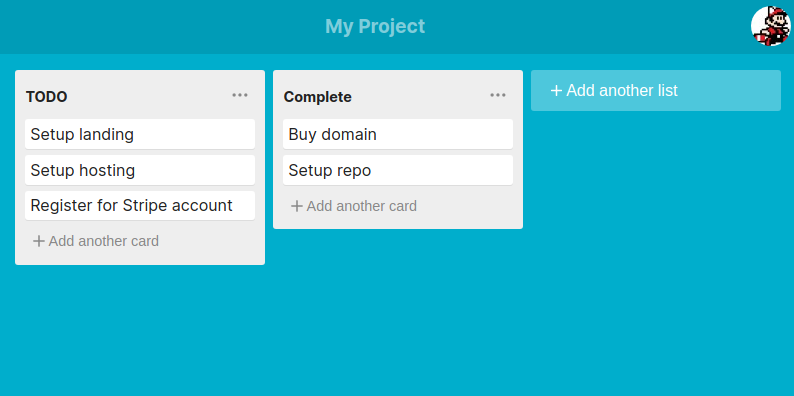 My Project
TODO
Setup landing
Setup hosting
Register for Stripe account
+ Add another card
Complete
Buy domain
Setup repo
+ Add another card
+ Add another list